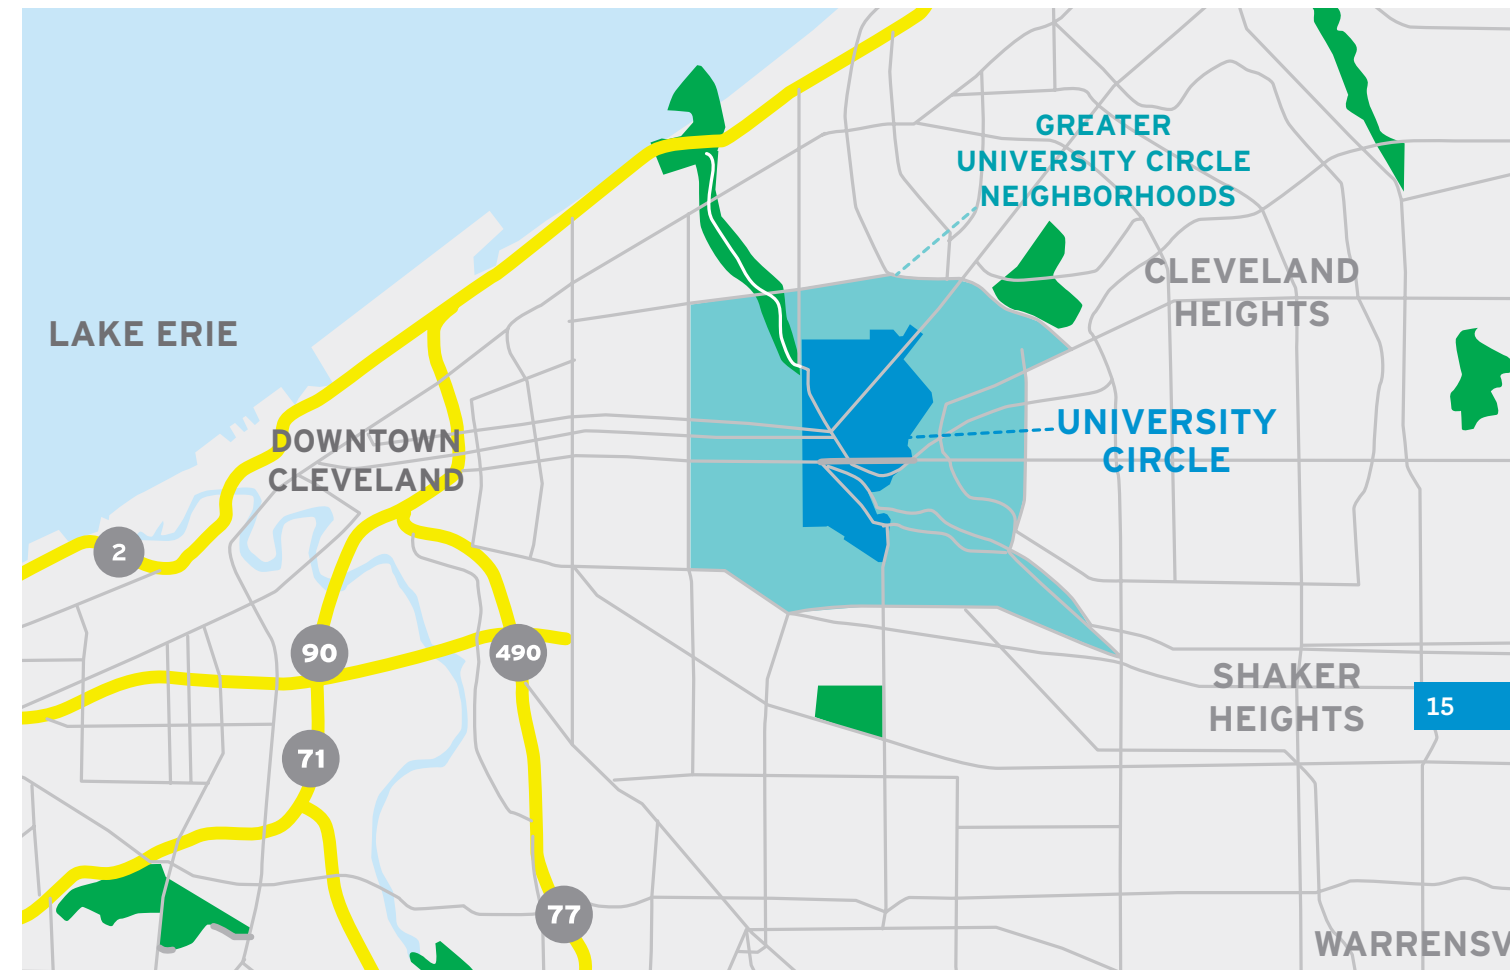 GREATER
UNIVERSITY CIRCLE
NEIGHBORHOODS
CLEVELAND
HEIGHTS
LAKE ERIE
UNIVERSITY
CIRCLE
DOWNTOWN
CLEVELAND
2
90
490
SHAKER
HEIGHTS
15
71
77
WARRENSV